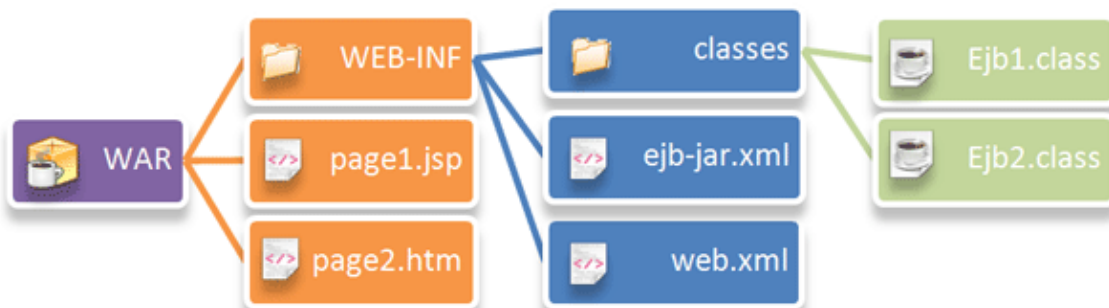 WAR
WEB-INF
page1.jsp
page2.htm
classes
ejb-jar.xml
web.xml
Ejb1.class
Ejb2.class